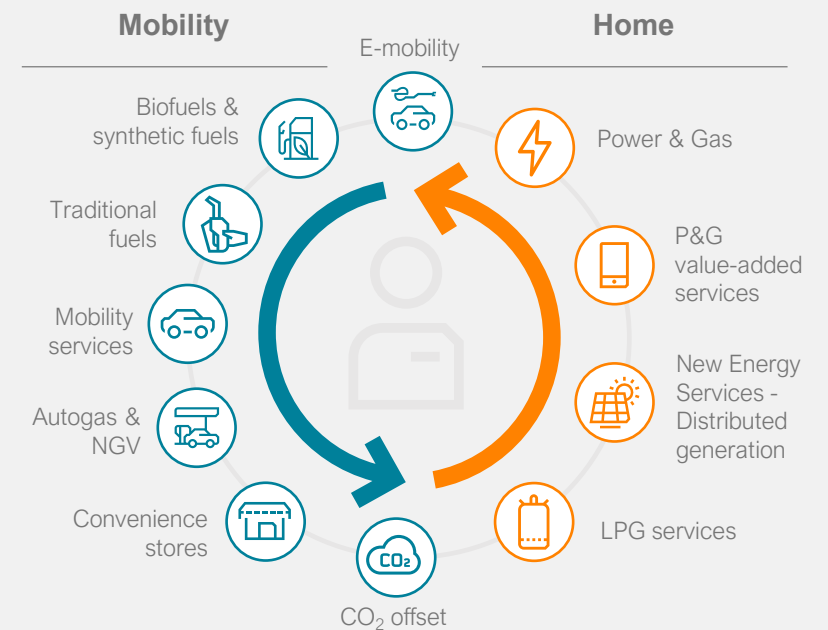 Mobility
Home
E-mobility
Biofuels &
synthetic fuels
Traditional
fuels
Mobility
services
Autogas &
NGV
Convenience
stores
CO₂
CO₂ offset
Power & Gas
P&G
value-added
services
New Energy
Services -
Distributed
generation
LPG services